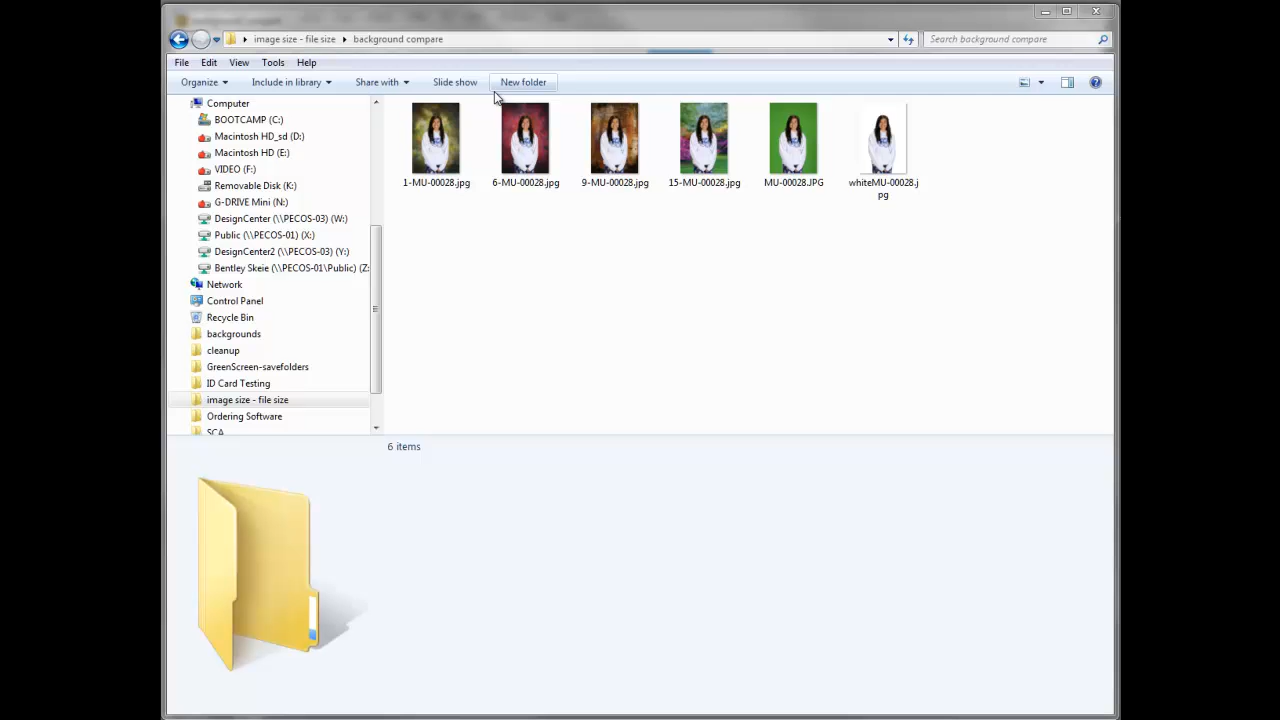 image size - file size
background compare
Search background compare
File Edit View Tools Help
Organize Include in library Share with Slide show New folder
Computer
BOOTCAMP (C:)
Macintosh HD_sd (D:)
Macintosh HD (E:)
VIDEO (F:)
Removable Disk (K:)
G-DRIVE Mini (N:)
DesignCenter (\\PECOS-03) (W:)
Public (\\PECOS-01) (X:)
DesignCenter2 (\\PECOS-03) (Y:)
Bentley Skeie (\\PECOS-01\Public) (Z:
Network
Control Panel
Recycle Bin
backgrounds
cleanup
GreenScreen-savefolders
ID Card Testing
image size - file size
Ordering Software
SCA
1-MU-00028.jpg
6-MU-00028.jpg
9-MU-00028.jpg
15-MU-00028.jpg
MU-00028.JPG
whiteMU-00028.j
pg
6 items